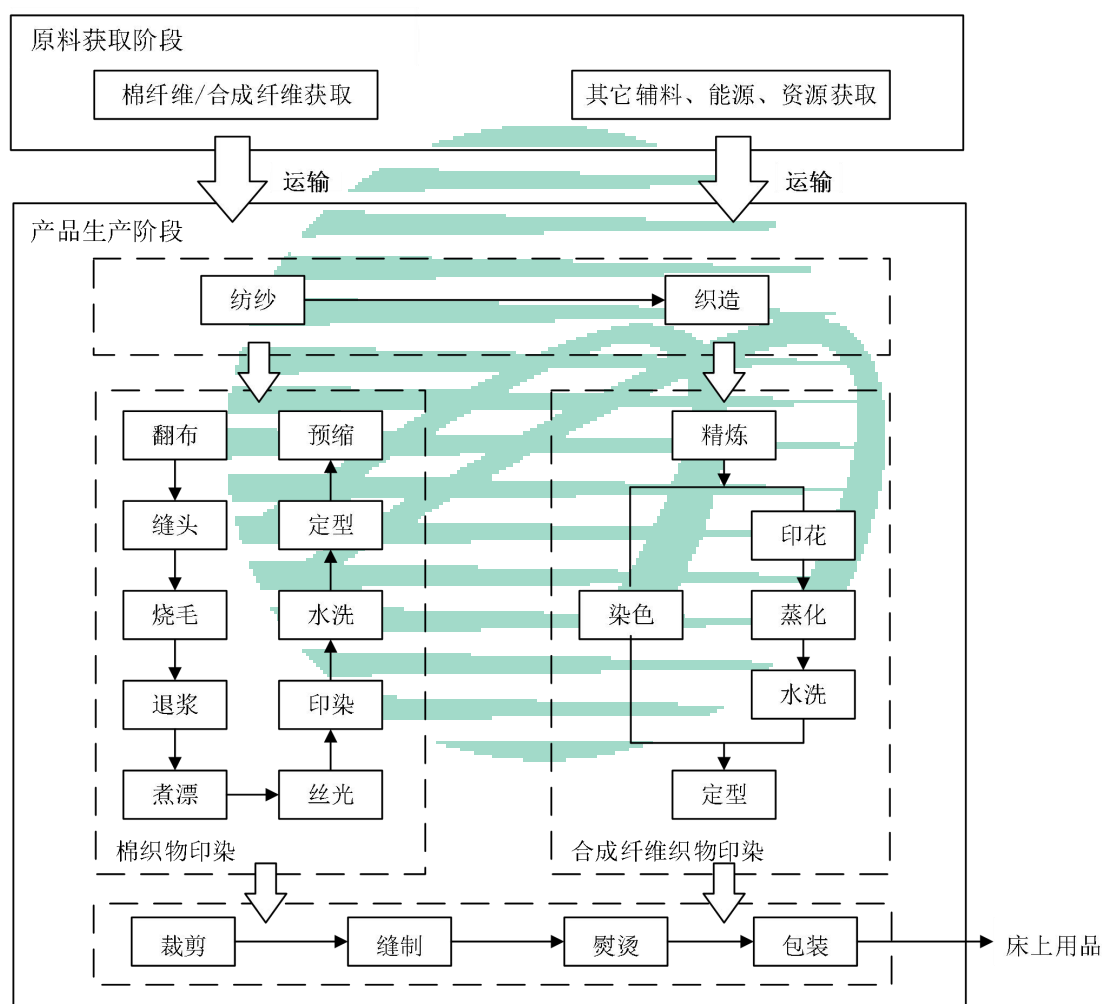 原料获取阶段
棉纤维/合成纤维获取
其它辅料、能源、资源获取
运输
运输
产品生产阶段
纺纱
织造
翻布
预缩
精炼
缝头
定型
印花
烧毛
水洗
染色
蒸化
退浆
印染
水洗
煮漂
丝光
定型
棉织物印染
合成纤维织物印染
裁剪
缝制
熨烫
包装
床上用品